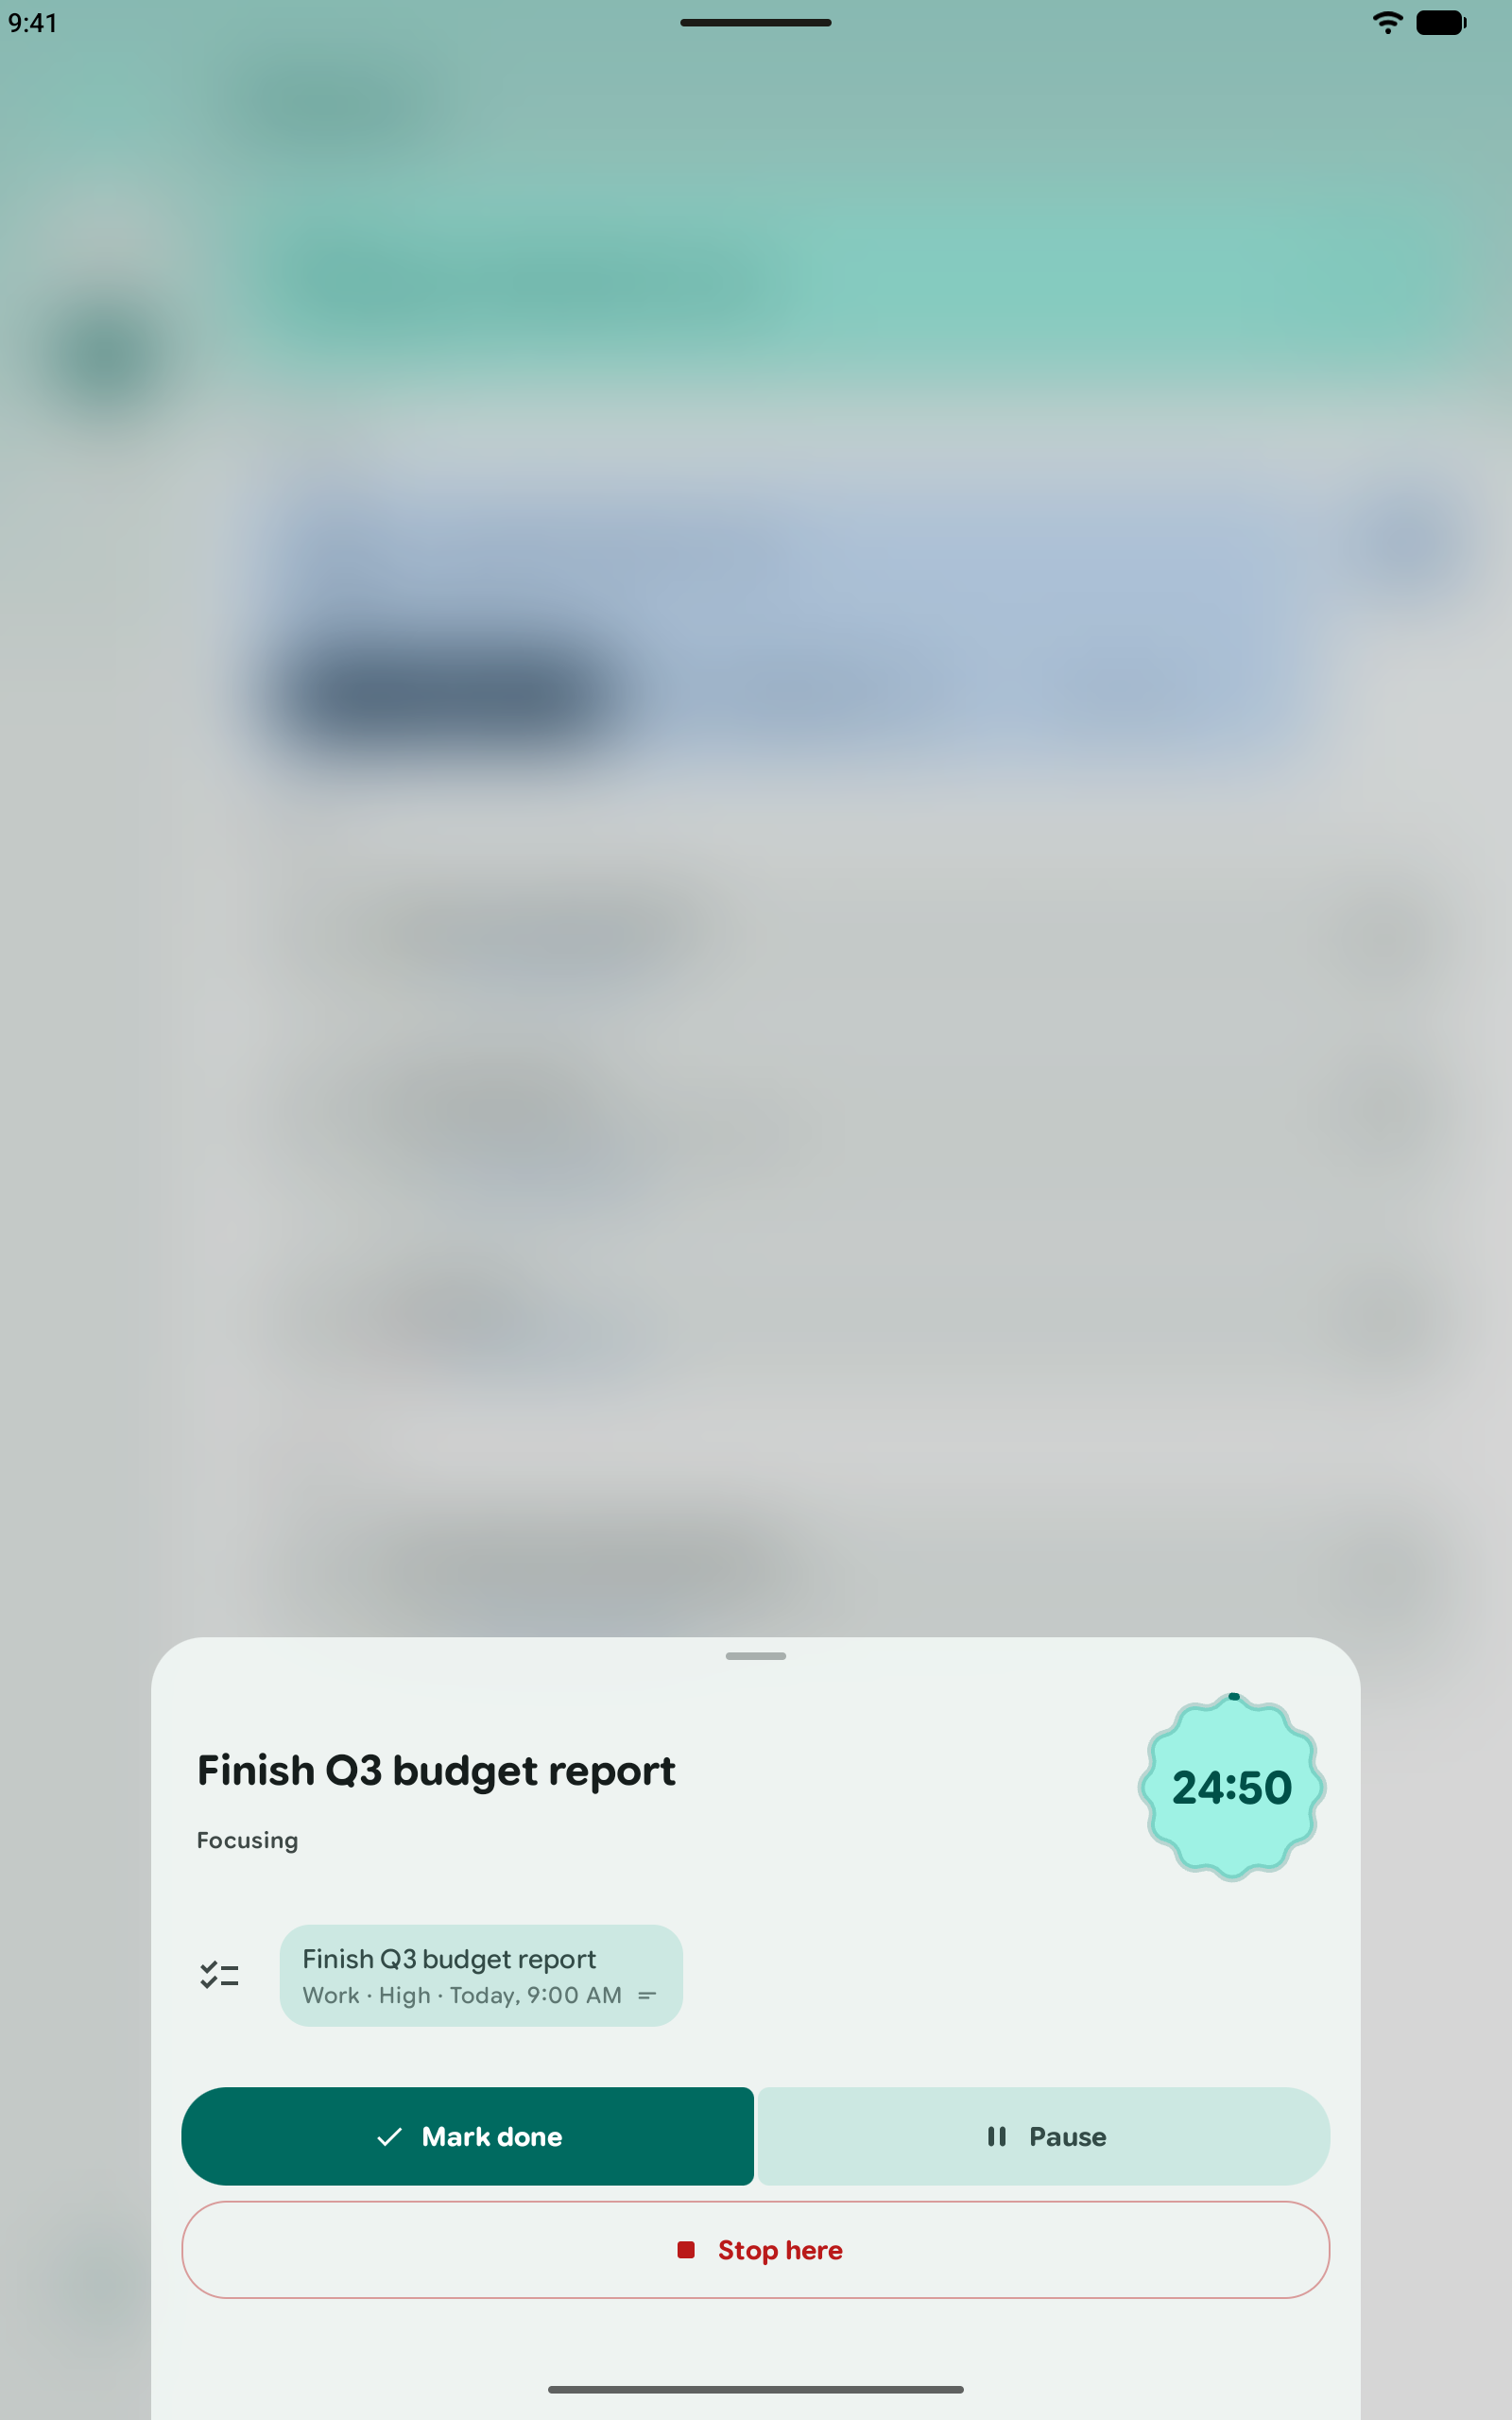 9:41
Finish Q3 budget report
24:50
Focusing
Finish Q3 budget report
Work · High · Today, 9:00 AM
Mark done
Pause
Stop here